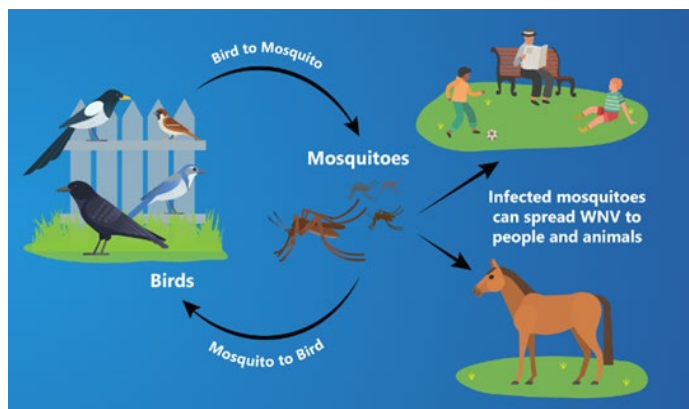 Bird to Mosquito
Mosquitoes
Infected mosquitoes
can spread WNV to
people and animals
Birds
Mosquito to Bird